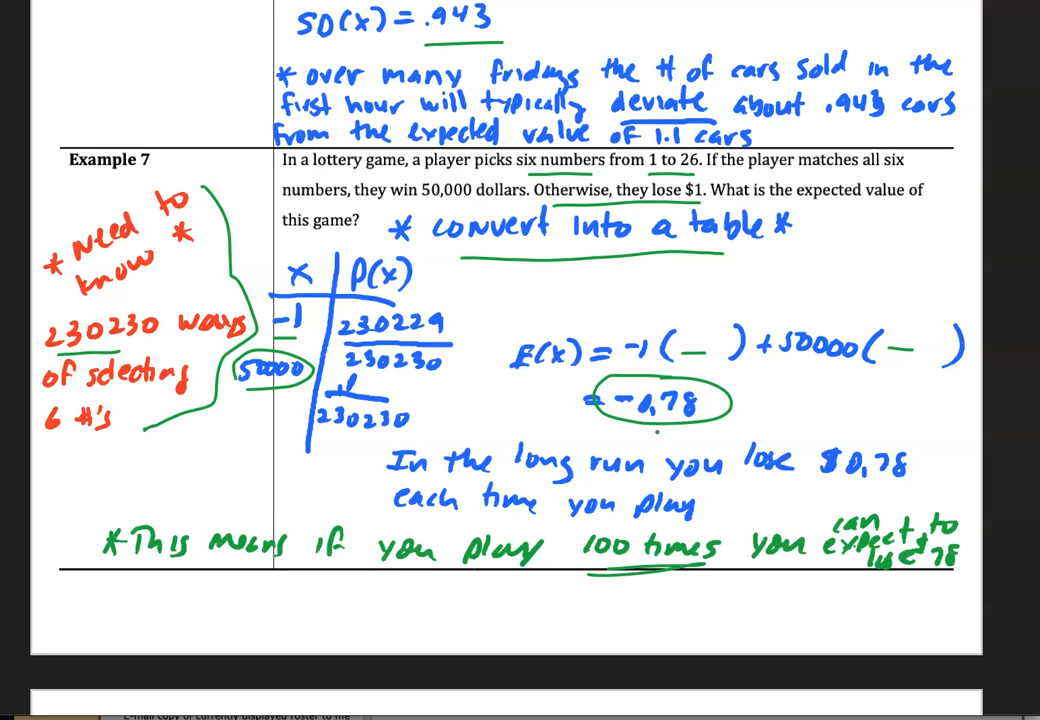 SD(X) = .943
* over many fridays the # of cars sold in the
first hour will typically deviate about .943 cars
from the expected value of 1.1 cars
Example 7
In a lottery game, a player picks six numbers from 1 to 26. If the player matches all six
numbers, they win 50,000 dollars. Otherwise, they lose $1. What is the expected value of
this game?
* convert into a table *
* Need to
know *
230230 ways
of selecting
6 #'s
x P(x)
-1 230229
230230
50000 1
230230
E(X) = -1( — ) + 50000( — )
= -0.78
In the long run you lose $0.78
each time you play
* This means if you play 100 times you can expect to
lose $78